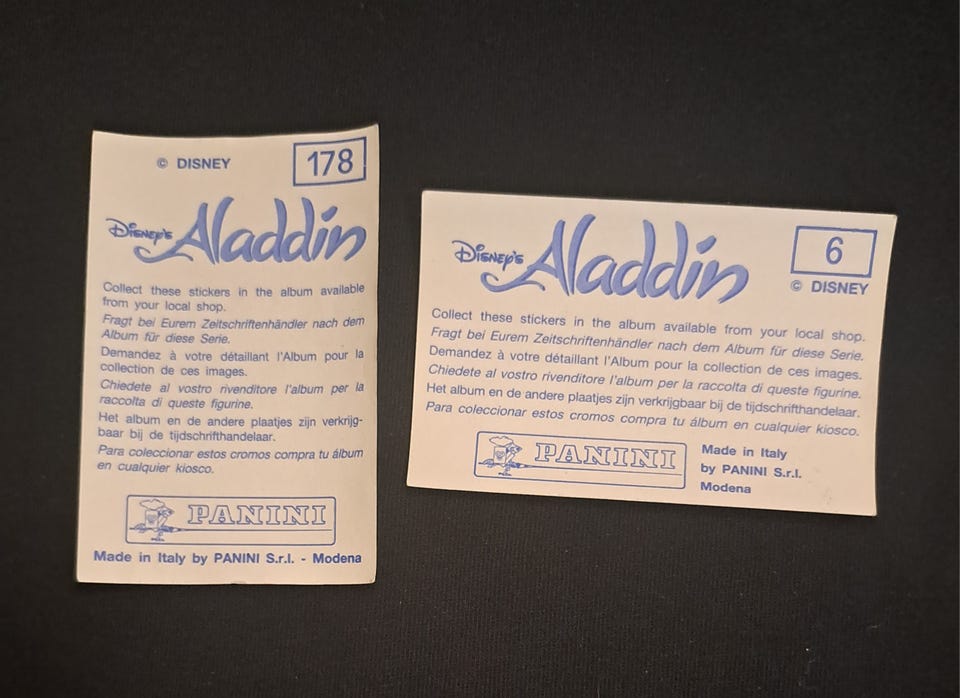 © DISNEY 178
Disney's Aladdin
Collect these stickers in the album available
from your local shop.
Fragt bei Eurem Zeitschriftenhändler nach dem
Album für diese Serie.
Demandez à votre détaillant l'Album pour la
collection de ces images.
Chiedete al vostro rivenditore l'album per la
raccolta di queste figurine.
Het album en de andere plaatjes zijn verkrijg-
baar bij de tijdschrifthandelaar.
Para coleccionar estos cromos compra tu álbum
en cualquier kiosco.
PANINI
Made in Italy by PANINI S.r.l. - Modena
Disney's Aladdin
6
© DISNEY
Collect these stickers in the album available from your local shop.
Fragt bei Eurem Zeitschriftenhändler nach dem Album für diese Serie.
Demandez à votre détaillant l'Album pour la collection de ces images.
Chiedete al vostro rivenditore l'album per la raccolta di queste figurine.
Het album en de andere plaatjes zijn verkrijgbaar bij de tijdschrifthandelaar.
Para coleccionar estos cromos compra tu álbum en cualquier kiosco.
PANINI
Made in Italy
by PANINI S.r.l.
Modena